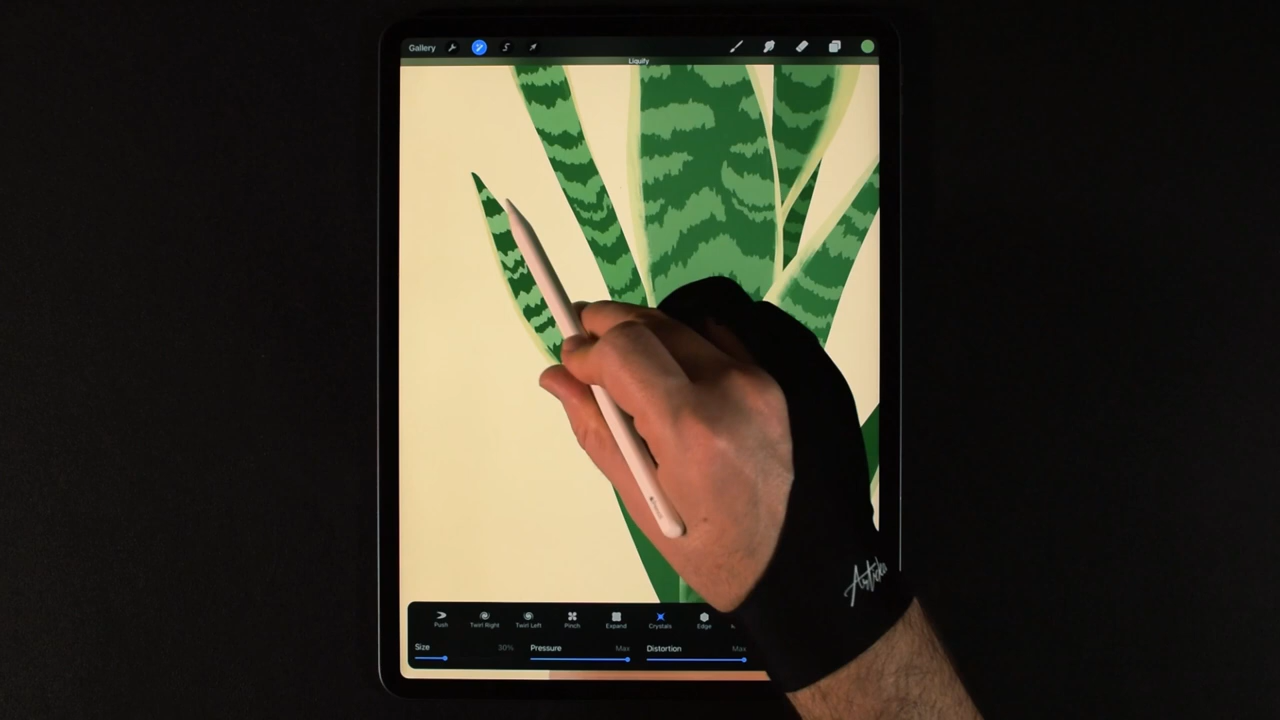 Gallery
Liquify
Push Twirl Right Twirl Left Pinch Expand Crystals Edge
Size 30% Pressure Max Distortion Max